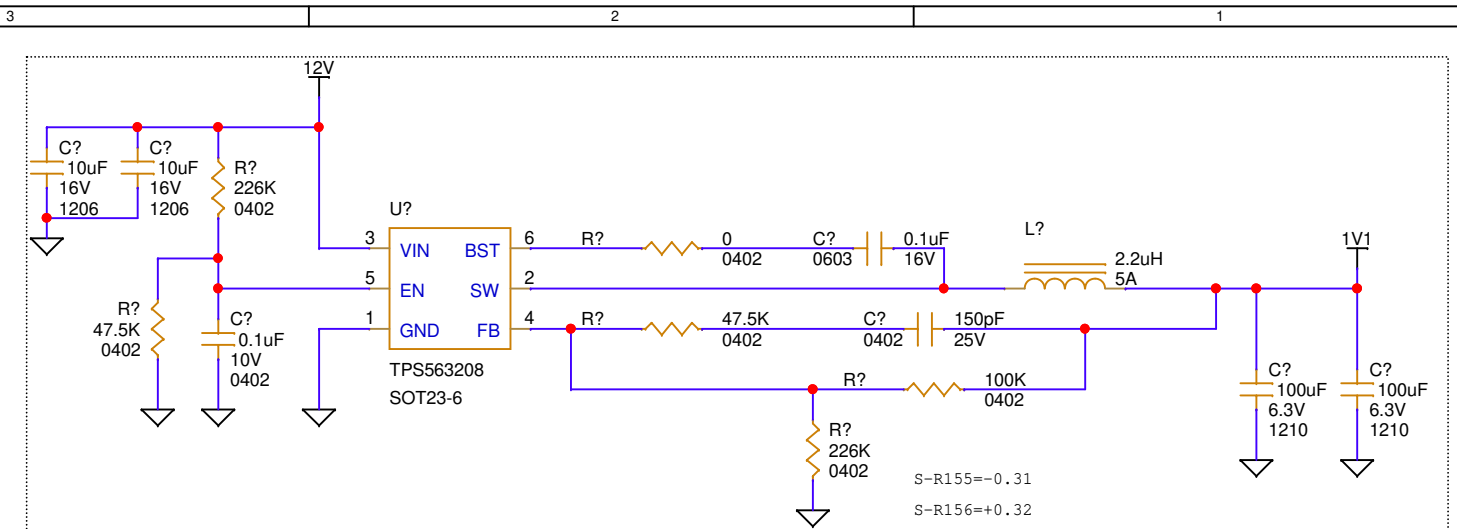 3
2
1
12V
C?
10uF
16V
1206
C?
10uF
16V
1206
R?
226K
0402
U?
3
VIN
BST
6
5
EN
SW
2
1
GND
FB
4
TPS563208
SOT23-6
R?
47.5K
0402
C?
0.1uF
10V
0402
R?
0
0402
C?
0603
0.1uF
16V
L?
2.2uH
5A
1V1
R?
47.5K
0402
C?
0402
150pF
25V
R?
100K
0402
R?
226K
0402
C?
100uF
6.3V
1210
C?
100uF
6.3V
1210
S-R155=-0.31
S-R156=+0.32